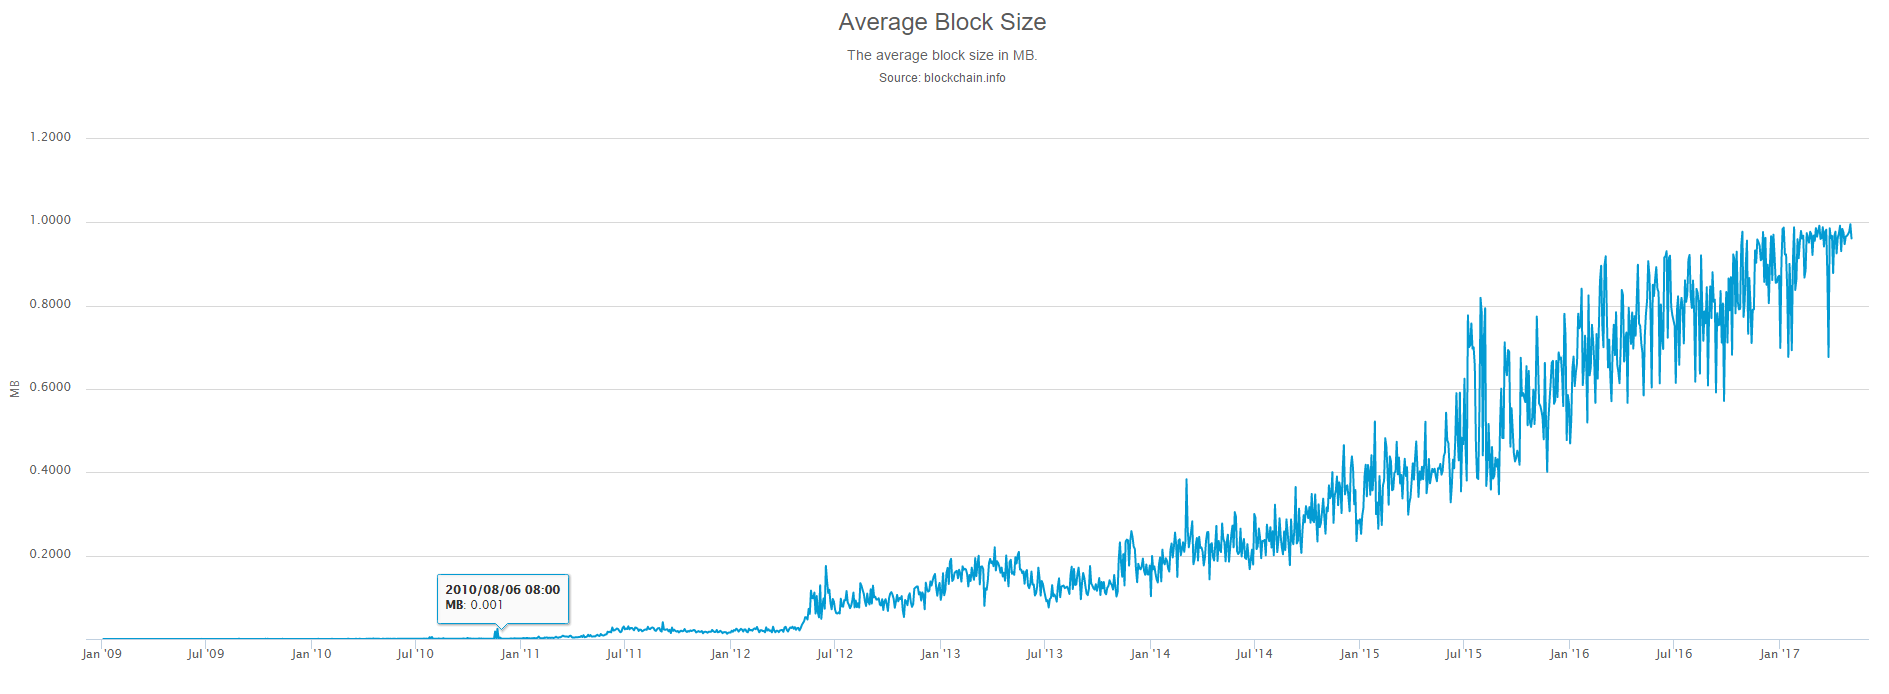 Average Block Size
The average block size in MB.
Source: blockchain.info
1.2000
1.0000
0.8000
0.6000
0.4000
0.2000
MB
2010/08/06 08:00
MB: 0.001
Jan '09
Jul '09
Jan '10
Jul '10
Jan '11
Jul '11
Jan '12
Jul '12
Jan '13
Jul '13
Jan '14
Jul '14
Jan '15
Jul '15
Jan '16
Jul '16
Jan '17